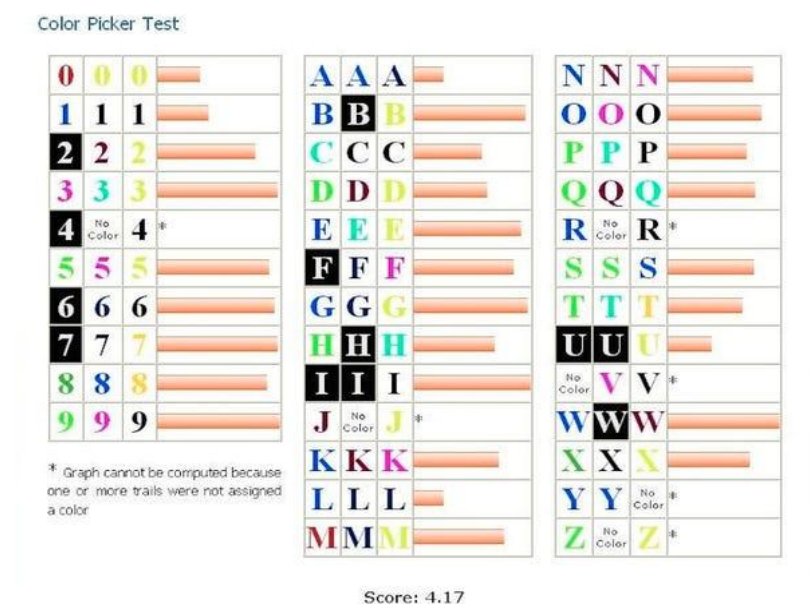 Color Picker Test
0 0 0
1 1 1
2 2 2
3 3 3
4 No Color 4 *
5 5 5
6 6 6
7 7 7
8 8 8
9 9 9
* Graph cannot be computed because
one or more trails were not assigned
a color
A A A
B B B
C C C
D D D
E E E
F F F
G G G
H H H
I I I
J No Color J *
K K K
L L L
M M M
N N N
O O O
P P P
Q Q Q
R No Color R *
S S S
T T T
U U U
No Color V V *
W W W
X X X
Y Y No Color *
Z No Color Z *
Score: 4.17